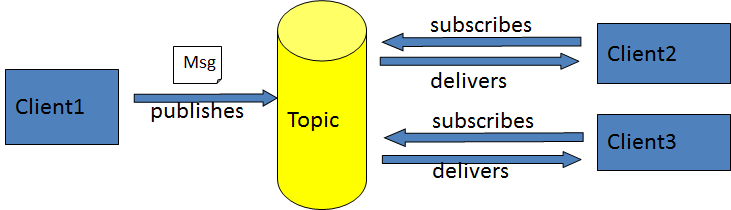 Client1
Msg
publishes
Topic
subscribes
delivers
Client2
subscribes
delivers
Client3